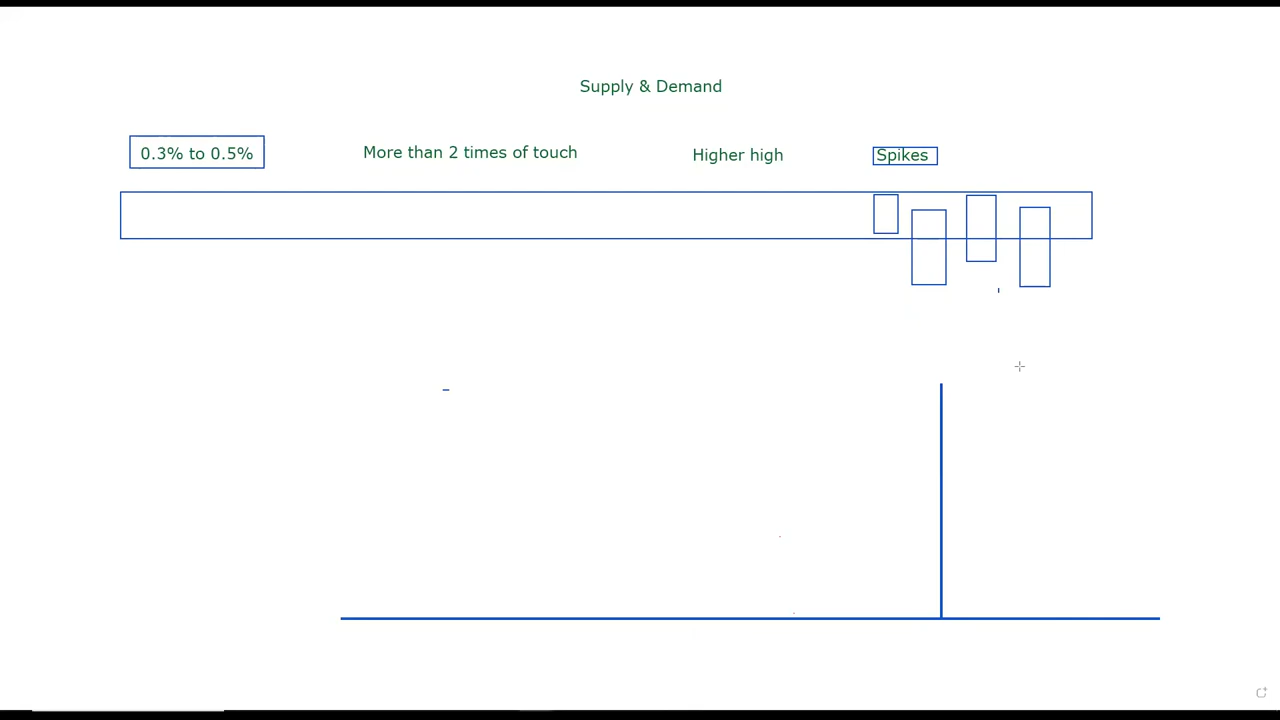 Supply & Demand
0.3% to 0.5%
More than 2 times of touch
Higher high
Spikes